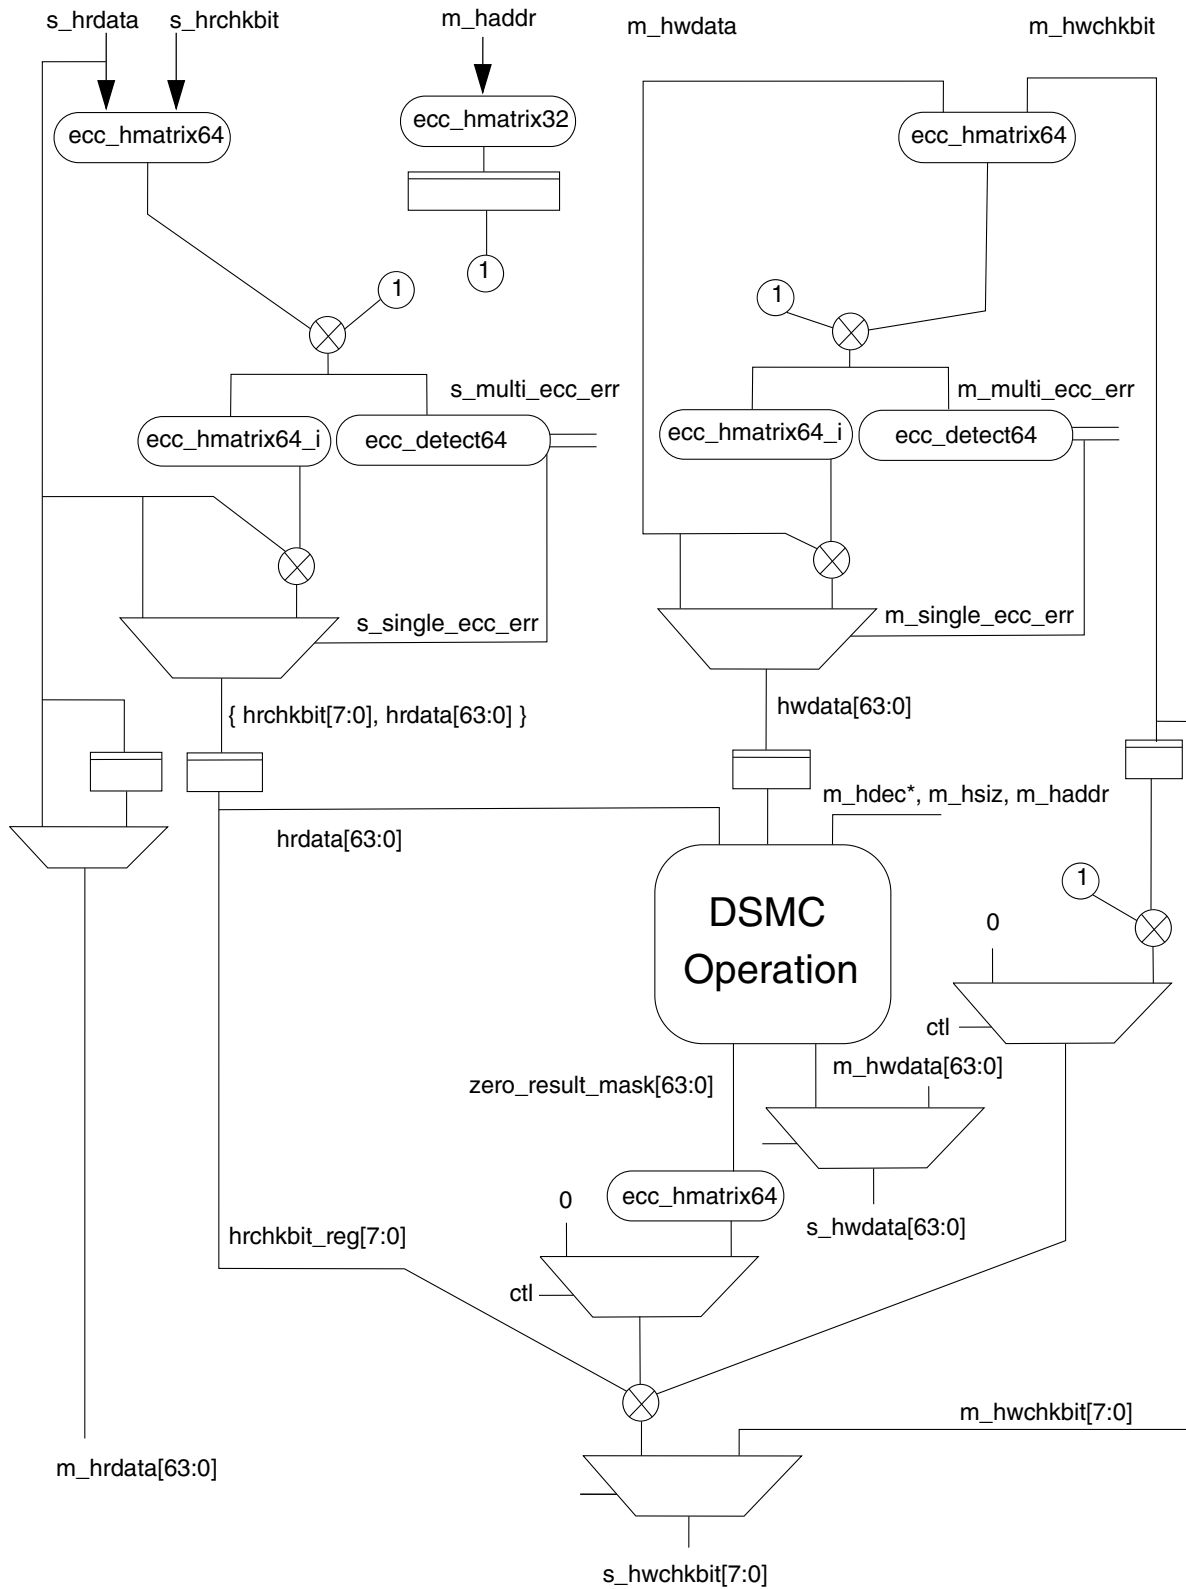 s_hrdata
s_hrchkbit
m_haddr
m_hwdata
m_hwchkbit
ecc_hmatrix64
ecc_hmatrix32
ecc_hmatrix64
1
1
1
s_multi_ecc_err
m_multi_ecc_err
ecc_hmatrix64_i
ecc_detect64
ecc_hmatrix64_i
ecc_detect64
s_single_ecc_err
m_single_ecc_err
{ hrchkbit[7:0], hrdata[63:0] }
hwdata[63:0]
m_hdec*, m_hsiz, m_haddr
hrdata[63:0]
1
DSMC
Operation
0
ctl
m_hwdata[63:0]
zero_result_mask[63:0]
ecc_hmatrix64
0
s_hwdata[63:0]
hrchkbit_reg[7:0]
ctl
m_hwchkbit[7:0]
m_hrdata[63:0]
s_hwchkbit[7:0]